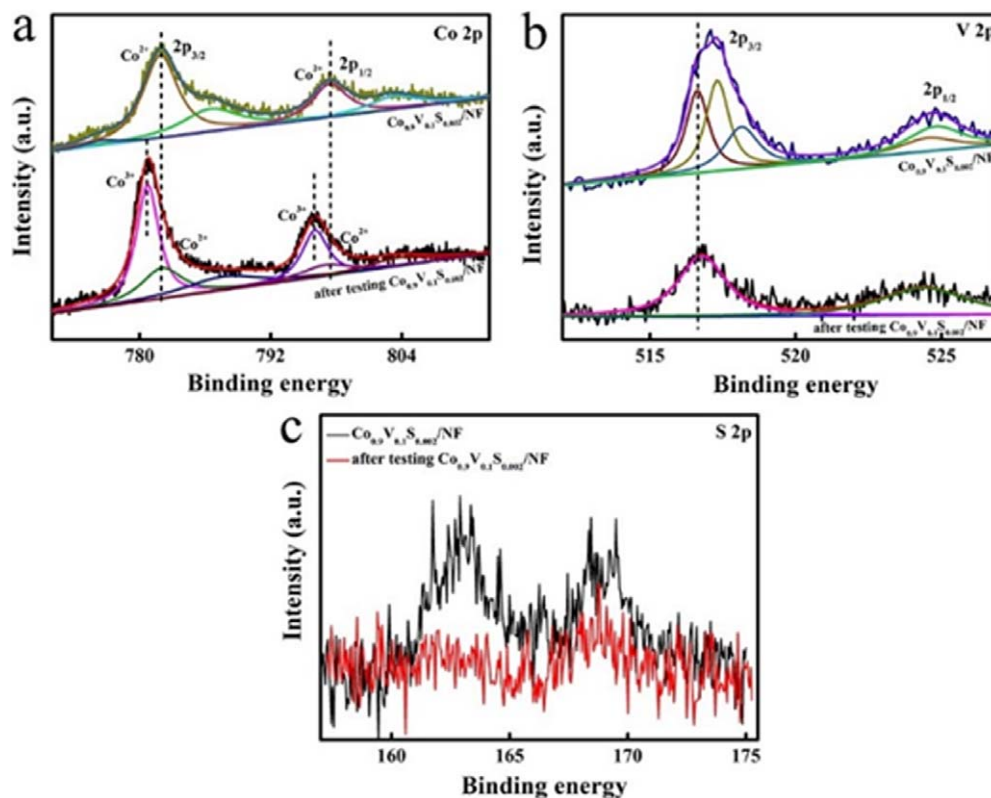 a
Co 2p
Co²⁺
2p₃/₂
Co²⁺
2p₁/₂
Co₀.₉V₀.₁S₀.₀₀₂/NF
Co³⁺
Co²⁺
Co³⁺
Co²⁺
after testing Co₀.₉V₀.₁S₀.₀₀₂/NF
Intensity (a.u.)
780
792
804
Binding energy
b
V 2p
2p₃/₂
2p₁/₂
Co₀.₉V₀.₁S₀.₀₀₂/NF
after testing Co₀.₉V₀.₁S₀.₀₀₂/NF
Intensity (a.u.)
515
520
525
Binding energy
c
S 2p
Co₀.₉V₀.₁S₀.₀₀₂/NF
after testing Co₀.₉V₀.₁S₀.₀₀₂/NF
Intensity (a.u.)
160
165
170
175
Binding energy